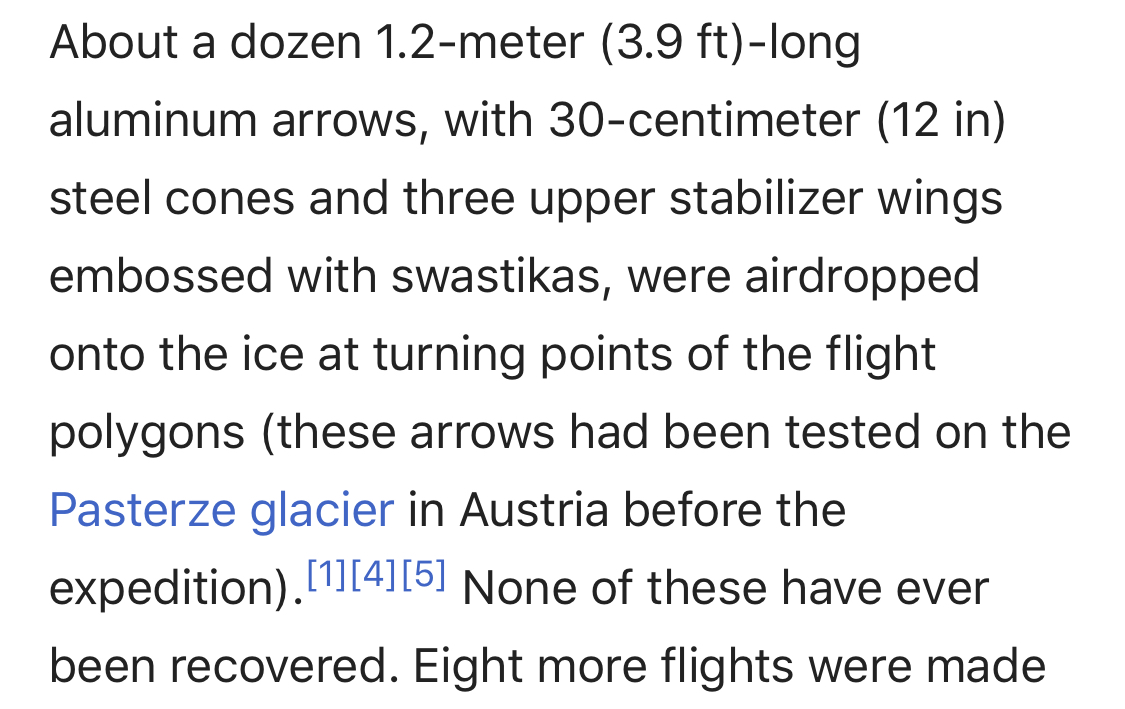 About a dozen 1.2-meter (3.9 ft)-long
aluminum arrows, with 30-centimeter (12 in)
steel cones and three upper stabilizer wings
embossed with swastikas, were airdropped
onto the ice at turning points of the flight
polygons (these arrows had been tested on the
Pasterze glacier in Austria before the
expedition).[1][4][5] None of these have ever
been recovered. Eight more flights were made